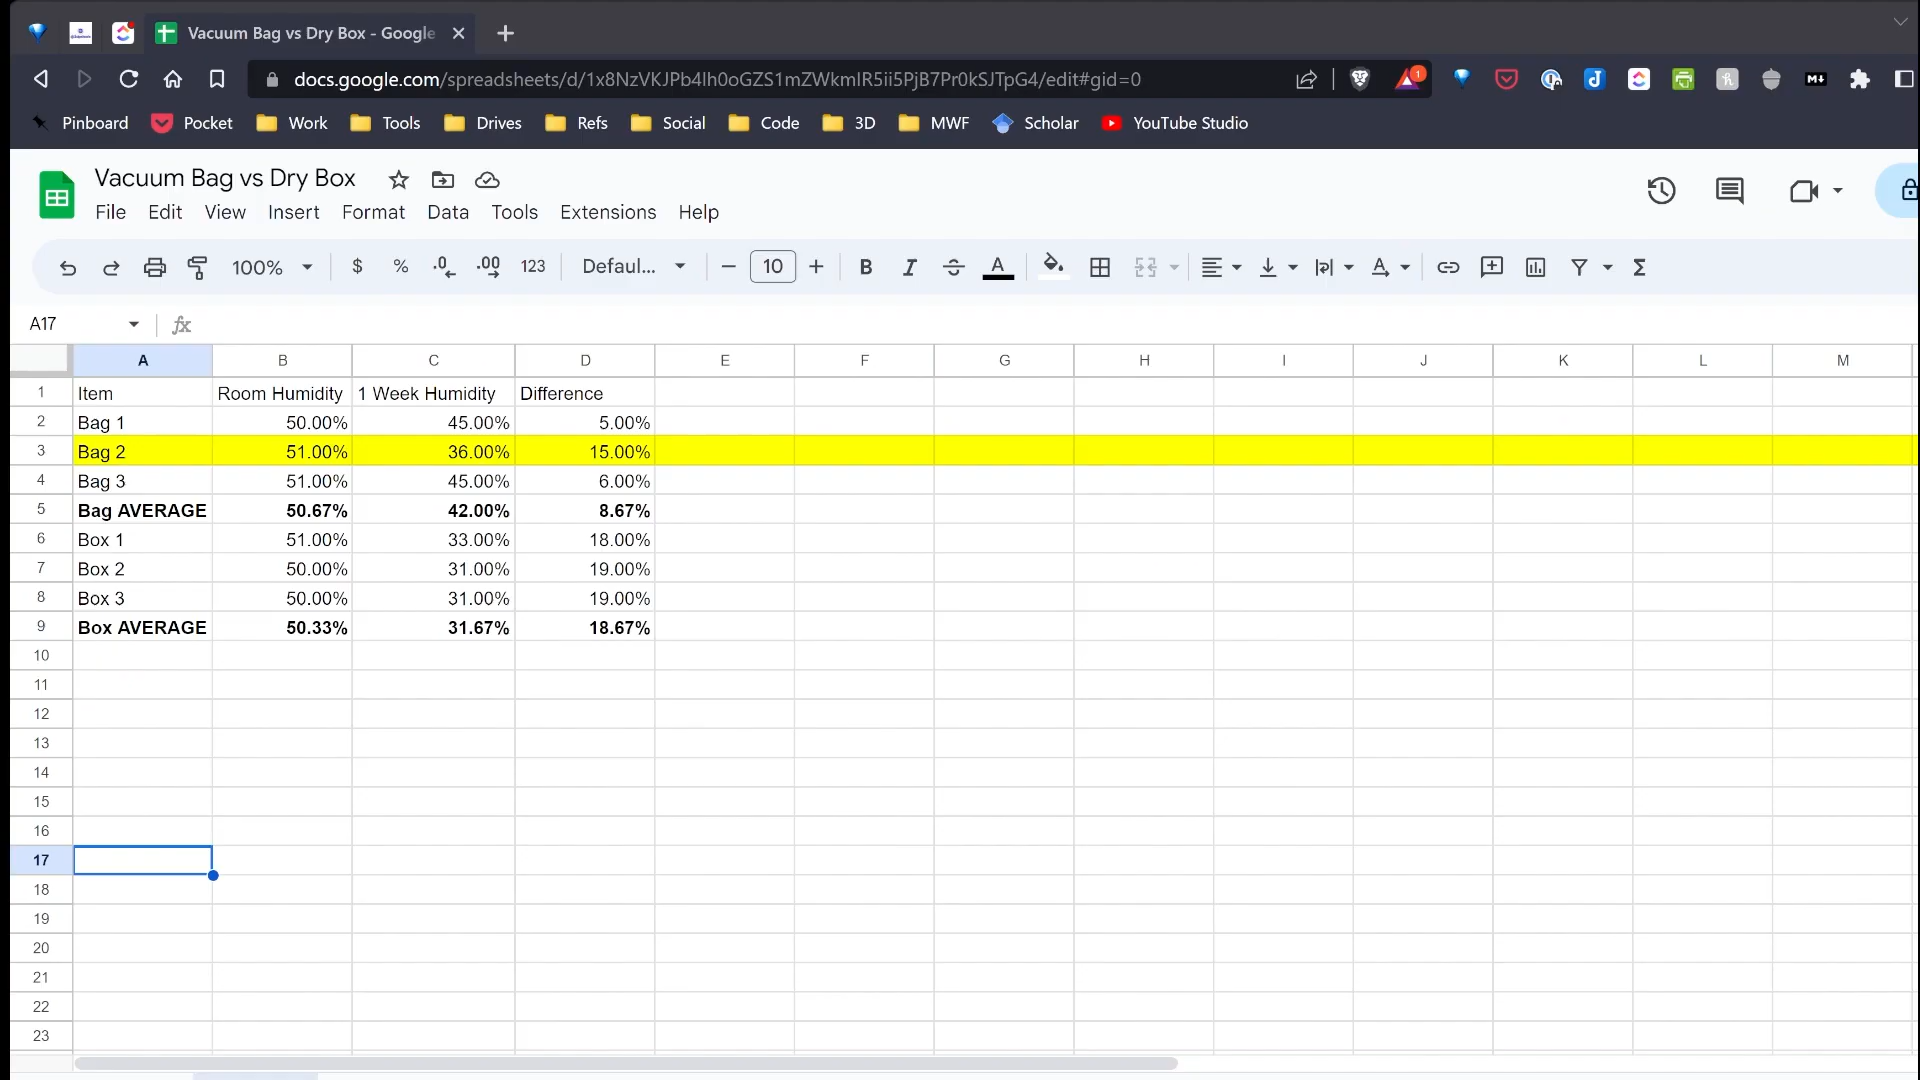 Vacuum Bag vs Dry Box - Google
docs.google.com/spreadsheets/d/1x8NzVKJPb4lh0oGZS1mZWkmIR5ii5PjB7Pr0kSJTpG4/edit#gid=0
1
Pinboard Pocket Work Tools Drives Refs Social Code 3D MWF Scholar YouTube Studio
Vacuum Bag vs Dry Box
File Edit View Insert Format Data Tools Extensions Help
100% $ % .0 .00 123 Defaul... 10 B I A
A17 fx
A B C D E F G H I J K L M
1 Item Room Humidity 1 Week Humidity Difference
2 Bag 1 50.00% 45.00% 5.00%
3 Bag 2 51.00% 36.00% 15.00%
4 Bag 3 51.00% 45.00% 6.00%
5 Bag AVERAGE 50.67% 42.00% 8.67%
6 Box 1 51.00% 33.00% 18.00%
7 Box 2 50.00% 31.00% 19.00%
8 Box 3 50.00% 31.00% 19.00%
9 Box AVERAGE 50.33% 31.67% 18.67%
10
11
12
13
14
15
16
17
18
19
20
21
22
23